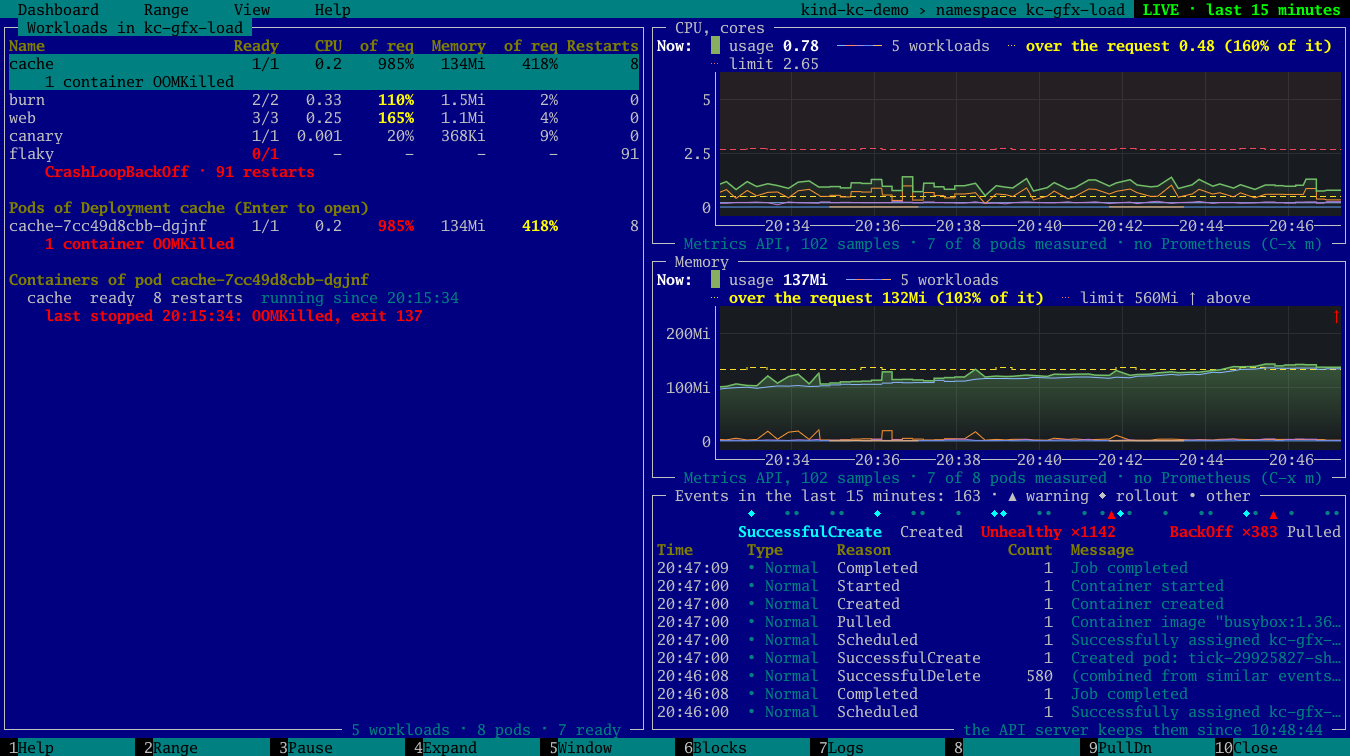 Dashboard Range View Help kind-kc-demo › namespace kc-gfx-load LIVE · last 15 minutes
Workloads in kc-gfx-load
Name Ready CPU of req Memory of req Restarts
cache 1/1 0.2 985% 134Mi 418% 8
1 container OOMKilled
burn 2/2 0.33 110% 1.5Mi 2% 0
web 3/3 0.25 165% 1.1Mi 4% 0
canary 1/1 0.001 20% 368Ki 9% 0
flaky 0/1 – – – – 91
CrashLoopBackOff · 91 restarts
Pods of Deployment cache (Enter to open)
cache-7cc49d8cbb-dgjnf 1/1 0.2 985% 134Mi 418% 8
1 container OOMKilled
Containers of pod cache-7cc49d8cbb-dgjnf
cache ready 8 restarts running since 20:15:34
last stopped 20:15:34: OOMKilled, exit 137
5 workloads · 8 pods · 7 ready
CPU, cores
Now: usage 0.78 5 workloads over the request 0.48 (160% of it)
limit 2.65
5
2.5
0
20:34 20:36 20:38 20:40 20:42 20:44 20:46
Metrics API, 102 samples · 7 of 8 pods measured · no Prometheus (C-x m)
Memory
Now: usage 137Mi 5 workloads
over the request 132Mi (103% of it) limit 560Mi ↑ above
↑
200Mi
100Mi
0
20:34 20:36 20:38 20:40 20:42 20:44 20:46
Metrics API, 102 samples · 7 of 8 pods measured · no Prometheus (C-x m)
Events in the last 15 minutes: 163 · ▲ warning ◆ rollout • other
SuccessfulCreate Created Unhealthy ×1142 BackOff ×383 Pulled
Time Type Reason Count Message
20:47:09 • Normal Completed 1 Job completed
20:47:00 • Normal Started 1 Container started
20:47:00 • Normal Created 1 Container created
20:47:00 • Normal Pulled 1 Container image "busybox:1.36…
20:47:00 • Normal Scheduled 1 Successfully assigned kc-gfx-…
20:47:00 • Normal SuccessfulCreate 1 Created pod: tick-29925827-sh…
20:46:08 • Normal SuccessfulDelete 580 (combined from similar events…
20:46:08 • Normal Completed 1 Job completed
20:46:00 • Normal Scheduled 1 Successfully assigned kc-gfx-…
the API server keeps them since 10:48:44
1Help 2Range 3Pause 4Expand 5Window 6Blocks 7Logs 8 9PullDn 10Close